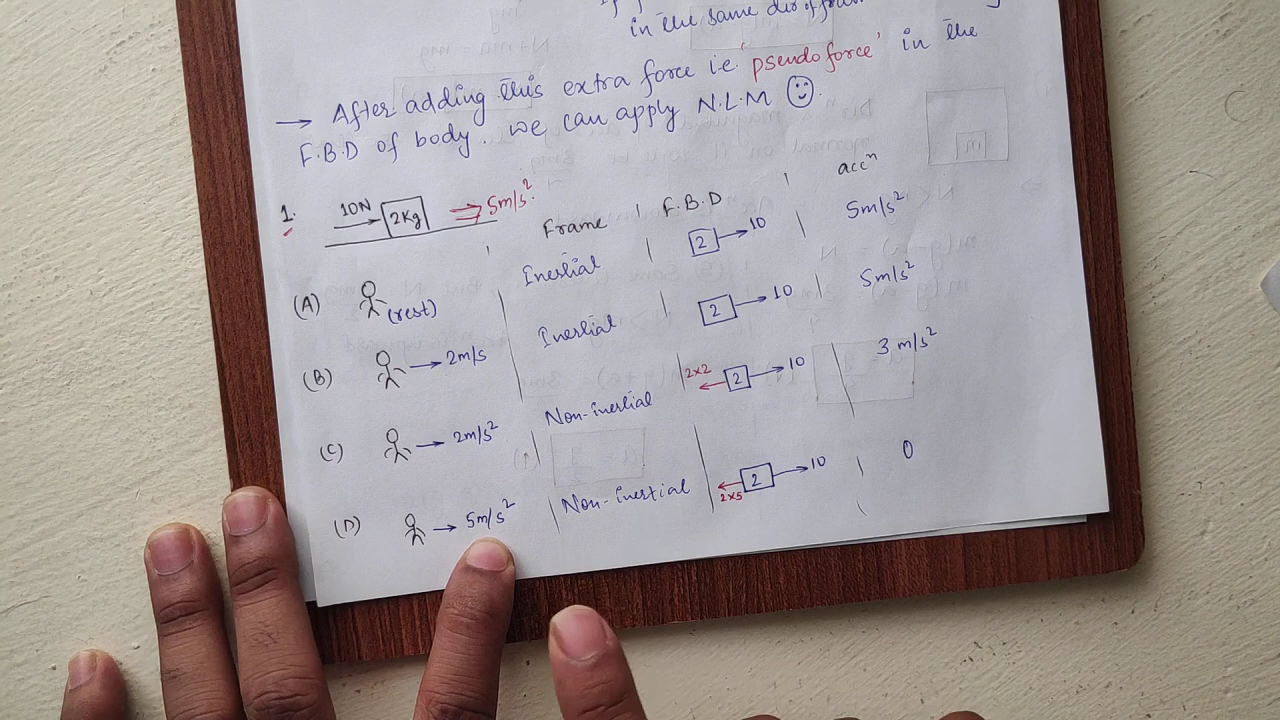 in the same dir of
→ After adding this extra force i.e. 'pseudo force' in the
F.B.D of body. we can apply N.L.M ☺.
1. 10N → 2Kg ⇒ 5m/s² Frame F.B.D accⁿ
(A) (rest) Inertial 2 → 10 5m/s²
(B) → 2m/s Inertial 2 → 10 5m/s²
(C) → 2m/s² Non-inertial 2×2 ← 2 → 10 3 m/s²
(D) → 5m/s² Non-inertial 2×5 ← 2 → 10 0